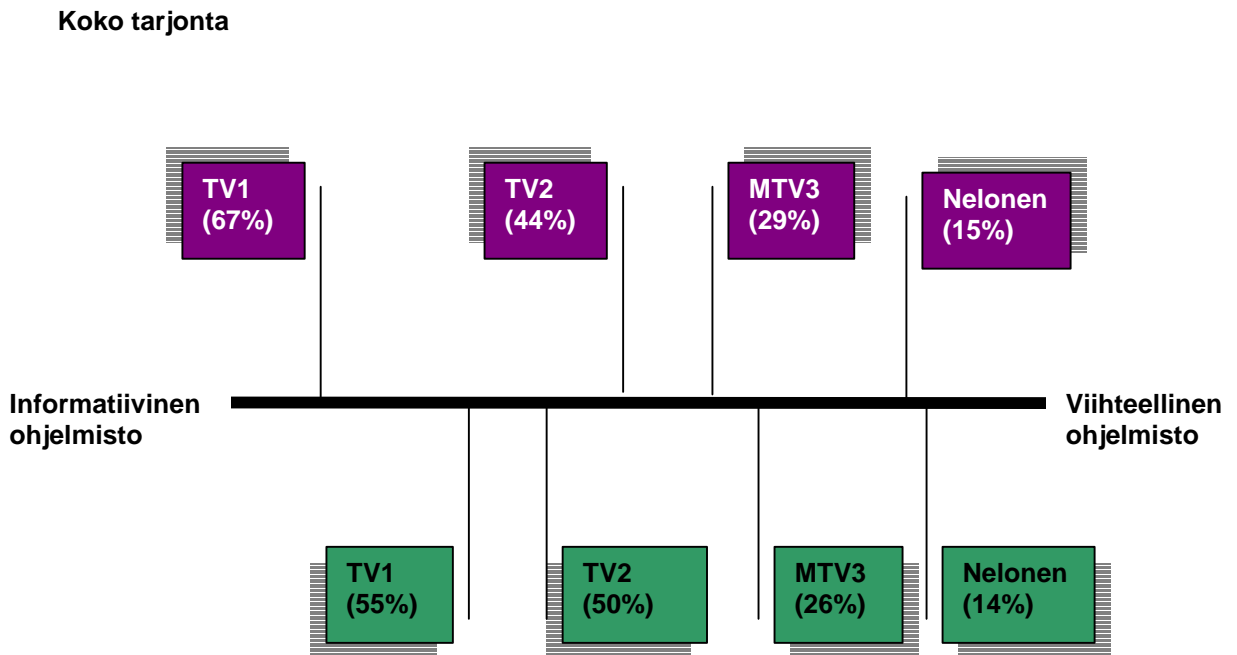 Koko tarjonta
TV1
(67%)
TV2
(44%)
MTV3
(29%)
Nelonen
(15%)
Informatiivinen
ohjelmisto
Viihteellinen
ohjelmisto
TV1
(55%)
TV2
(50%)
MTV3
(26%)
Nelonen
(14%)